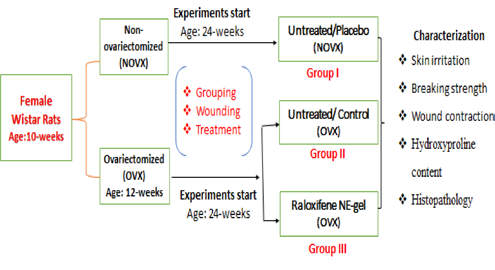 Female
Wistar Rats
Age:10-weeks
Non-
ovariectomized
(NOVX)
Ovariectomized
(OVX)
Age: 12-weeks
Experiments start
Age: 24-weeks
❖ Grouping
❖ Wounding
❖ Treatment
Experiments start
Age: 24-weeks
Untreated/Placebo
(NOVX)
Group I
Untreated/ Control
(OVX)
Group II
Raloxifene NE-gel
(OVX)
Group III
Characterization
❖ Skin irritation
❖ Breaking strength
❖ Wound contraction
❖ Hydroxyproline
content
❖ Histopathology